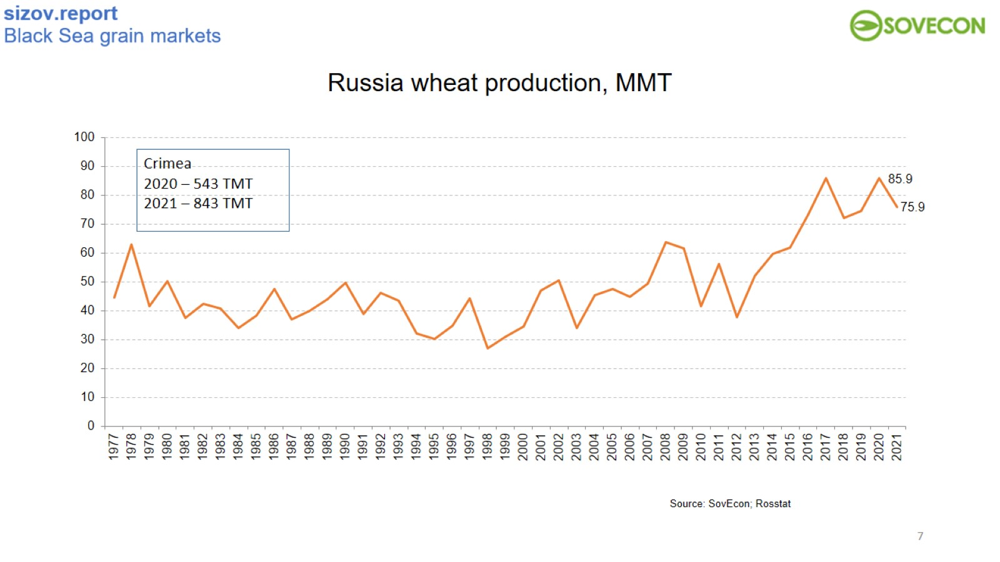 sizov.report
Black Sea grain markets
SOVECON
Russia wheat production, MMT
100
90
80
70
60
50
40
30
20
10
0
Crimea
2020 – 543 TMT
2021 – 843 TMT
85.9
75.9
1977 1978 1979 1980 1981 1982 1983 1984 1985 1986 1987 1988 1989 1990 1991 1992 1993 1994 1995 1996 1997 1998 1999 2000 2001 2002 2003 2004 2005 2006 2007 2008 2009 2010 2011 2012 2013 2014 2015 2016 2017 2018 2019 2020 2021
Source: SovEcon; Rosstat
7